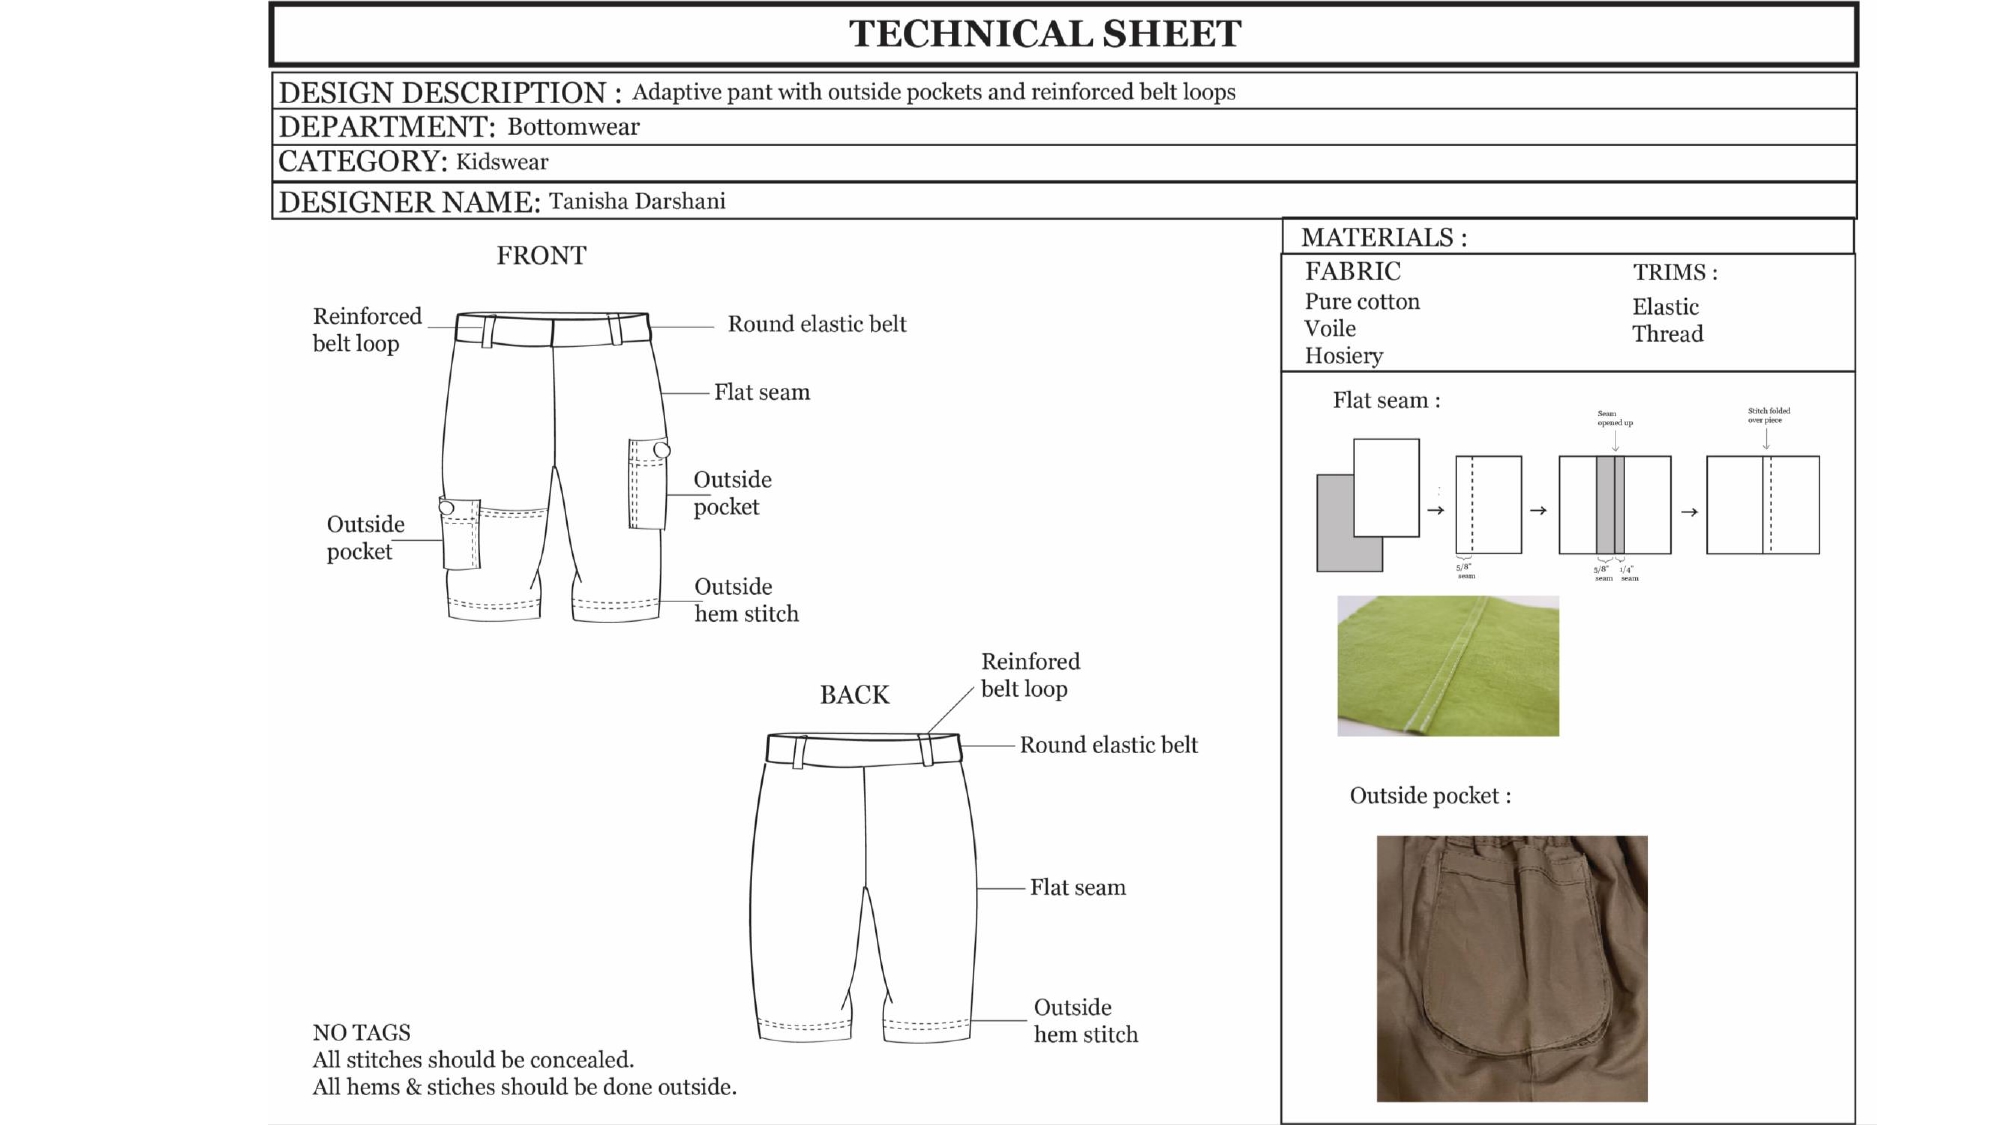 TECHNICAL SHEET
DESIGN DESCRIPTION : Adaptive pant with outside pockets and reinforced belt loops
DEPARTMENT: Bottomwear
CATEGORY: Kidswear
DESIGNER NAME: Tanisha Darshani
FRONT
Reinforced
belt loop
Round elastic belt
Flat seam
Outside
pocket
Outside
pocket
Outside
hem stitch
BACK
Reinfored
belt loop
Round elastic belt
Flat seam
Outside
hem stitch
NO TAGS
All stitches should be concealed.
All hems & stiches should be done outside.
MATERIALS :
FABRIC
Pure cotton
Voile
Hosiery
TRIMS :
Elastic
Thread
Flat seam :
Seam
opened up
Stitch folded
over piece
:
5/8"
seam
5/8"
seam
1/4"
seam
Outside pocket :